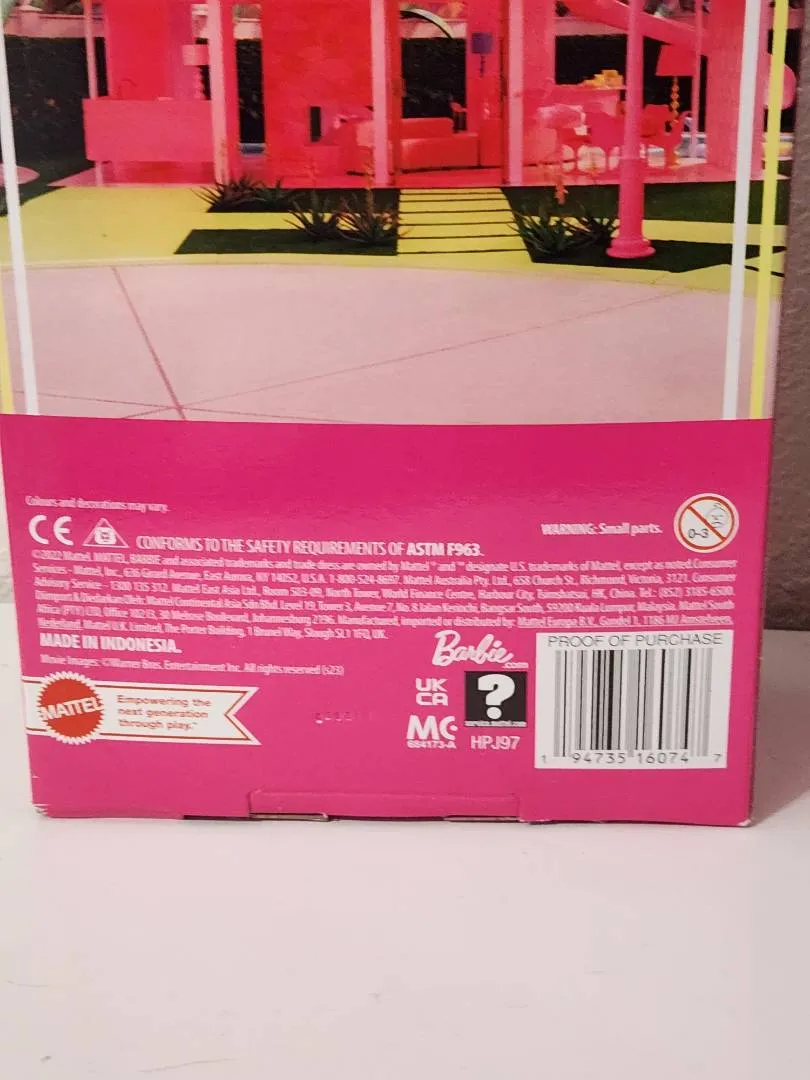 Colours and decorations may vary.
CE CONFORMS TO THE SAFETY REQUIREMENTS OF ASTM F963.
WARNING: Small parts.
0-3
©2022 Mattel. MATTEL, BARBIE and associated trademarks and trade dress are owned by Mattel ® and ™ designate U.S. trademarks of Mattel, except as noted. Consumer
Services - Mattel, Inc., 636 Girard Avenue, East Aurora, NY 14052, U.S.A. 1-800-524-8697. Mattel Australia Pty. Ltd., 658 Church St., Richmond, Victoria, 3121. Consumer
Advisory Service - 1300 135 312. Mattel East Asia Ltd., Room 503-09, North Tower, World Finance Centre, Harbour City, Tsimshatsui, HK, China. Tel.: (852) 3185-6500.
Diimport & Diedarkan Oleh: Mattel Continental Asia Sdn Bhd. Level 19, Tower 3, Avenue 7, No. 8 Jalan Kerinchi, Bangsar South, 59200 Kuala Lumpur, Malaysia. Mattel South
Africa (PTY) LTD, Office 102 I3, 30 Melrose Boulevard, Johannesburg 2196. Manufactured, imported or distributed by: Mattel Europa B.V., Gondel 1, 1186 MJ Amstelveen,
Nederland. Mattel U.K. Limited, The Porter Building, 1 Brunel Way, Slough SL1 1FQ, UK.
MADE IN INDONESIA.
Movie Images: ©Warner Bros. Entertainment Inc. All rights reserved (s23)
MATTEL
Empowering the
next generation
through play.™
Barbie.com
UK
CA
?
MC
684173-A
HPJ97
PROOF OF PURCHASE
1 94735 16074 7